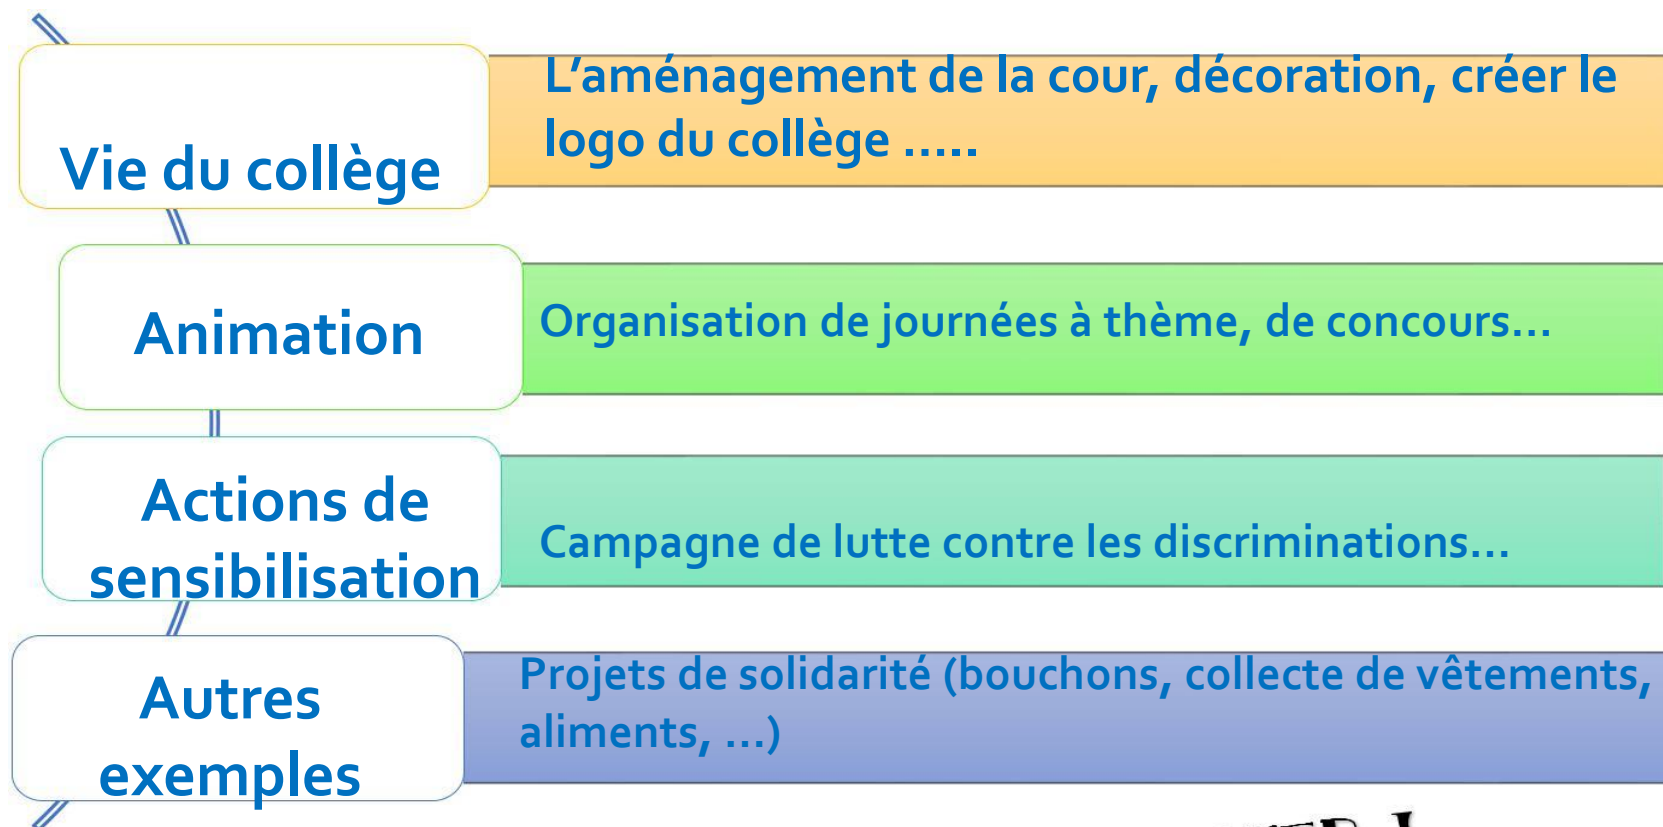 L’aménagement de la cour, décoration, créer le
logo du collège .....
Vie du collège
Animation
Organisation de journées à thème, de concours...
Actions de
sensibilisation
Campagne de lutte contre les discriminations...
Autres
exemples
Projets de solidarité (bouchons, collecte de vêtements,
aliments, ...)